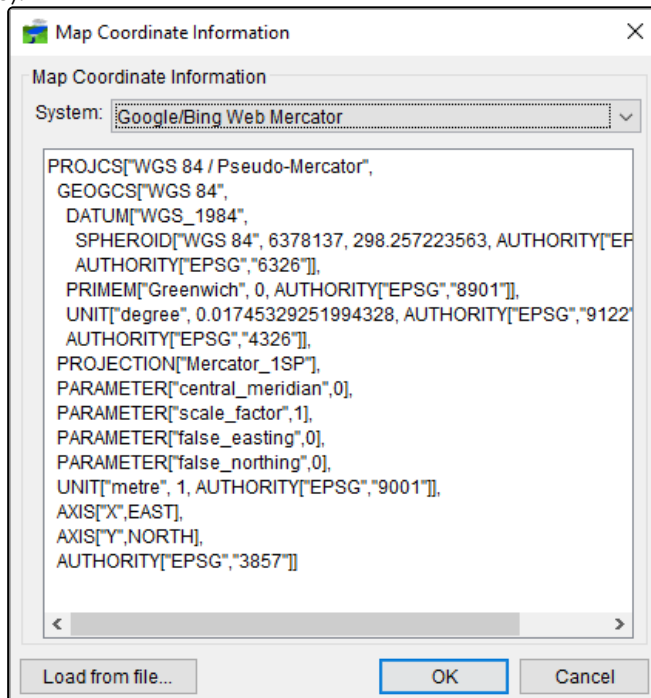 Map Coordinate Information
Map Coordinate Information
System: Google/Bing Web Mercator
PROJCS["WGS 84 / Pseudo-Mercator",
GEOGCS["WGS 84",
DATUM["WGS_1984",
SPHEROID["WGS 84", 6378137, 298.257223563, AUTHORITY["EF
AUTHORITY["EPSG","6326"]],
PRIMEM["Greenwich", 0, AUTHORITY["EPSG","8901"]],
UNIT["degree", 0.01745329251994328, AUTHORITY["EPSG","9122"
AUTHORITY["EPSG","4326"]],
PROJECTION["Mercator_1SP"],
PARAMETER["central_meridian",0],
PARAMETER["scale_factor",1],
PARAMETER["false_easting",0],
PARAMETER["false_northing",0],
UNIT["metre", 1, AUTHORITY["EPSG","9001"]],
AXIS["X",EAST],
AXIS["Y",NORTH],
AUTHORITY["EPSG","3857"]]
Load from file... OK Cancel